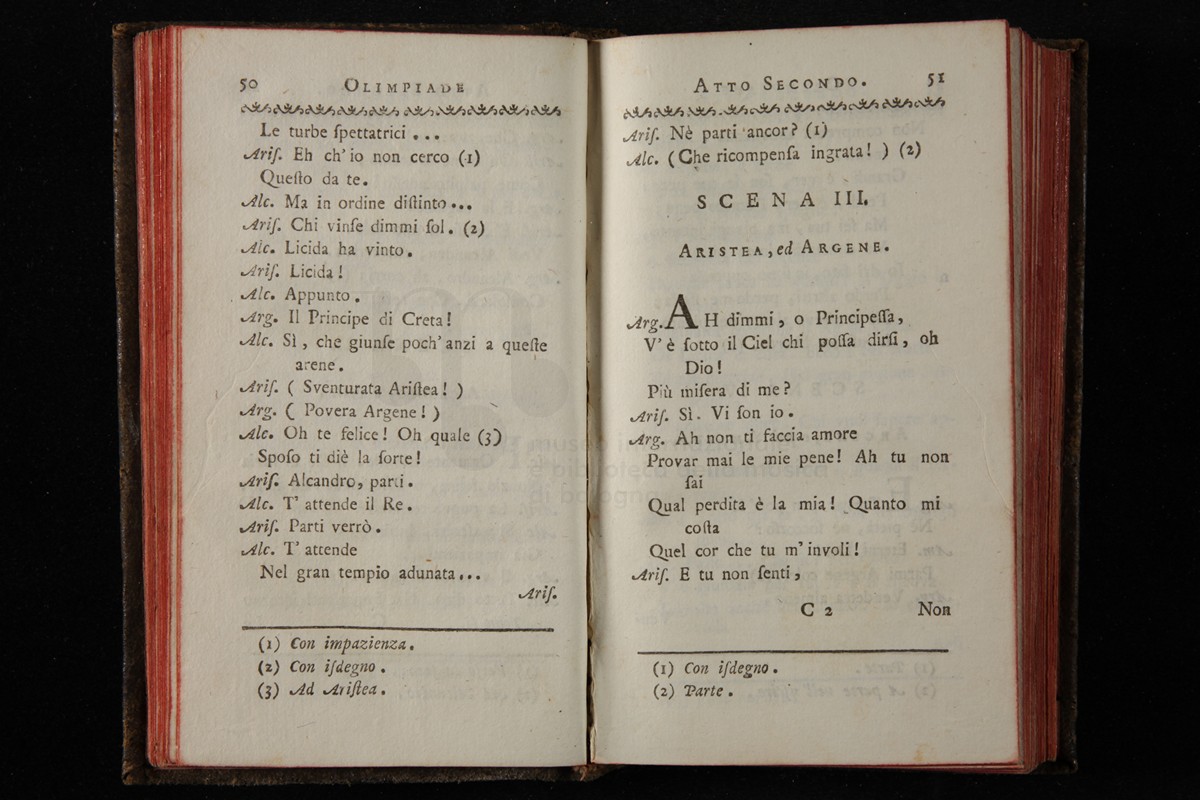 50 OLIMPIADE
Le turbe ſpettatrici ...
Ariſ. Eh ch' io non cerco (1)
Queſto da te.
Alc. Ma in ordine diſtinto ...
Ariſ. Chi vinſe dimmi ſol. (2)
Alc. Licida ha vinto.
Ariſ. Licida!
Alc. Appunto.
Arg. Il Principe di Creta!
Alc. Sì, che giunſe poch' anzi a queſte
arene.
Ariſ. ( Sventurata Ariſtea! )
Arg. ( Povera Argene! )
Alc. Oh te felice! Oh quale (3)
Spoſo ti diè la ſorte!
Ariſ. Alcandro, parti.
Alc. T' attende il Re.
Ariſ. Parti verrò.
Alc. T' attende
Nel gran tempio adunata...
Ariſ.
(1) Con impazienza.
(2) Con iſdegno.
(3) Ad Ariſtea.
ATTO SECONDO. 51
Ariſ. Nè parti ancor? (1)
Alc. (Che ricompenſa ingrata! ) (2)
SCENA III.
ARISTEA, ed ARGENE.
Arg. AH dimmi, o Principeſſa,
V' è ſotto il Ciel chi poſſa dirſi, oh
Dio!
Più miſera di me?
Ariſ. Sì. Vi ſon io.
Arg. Ah non ti faccia amore
Provar mai le mie pene! Ah tu non
ſai
Qual perdita è la mia! Quanto mi
coſta
Quel cor che tu m' involi!
Ariſ. E tu non ſenti,
C 2 Non
(1) Con iſdegno.
(2) Parte.
museo in
e biblioteca della musica
di bologna